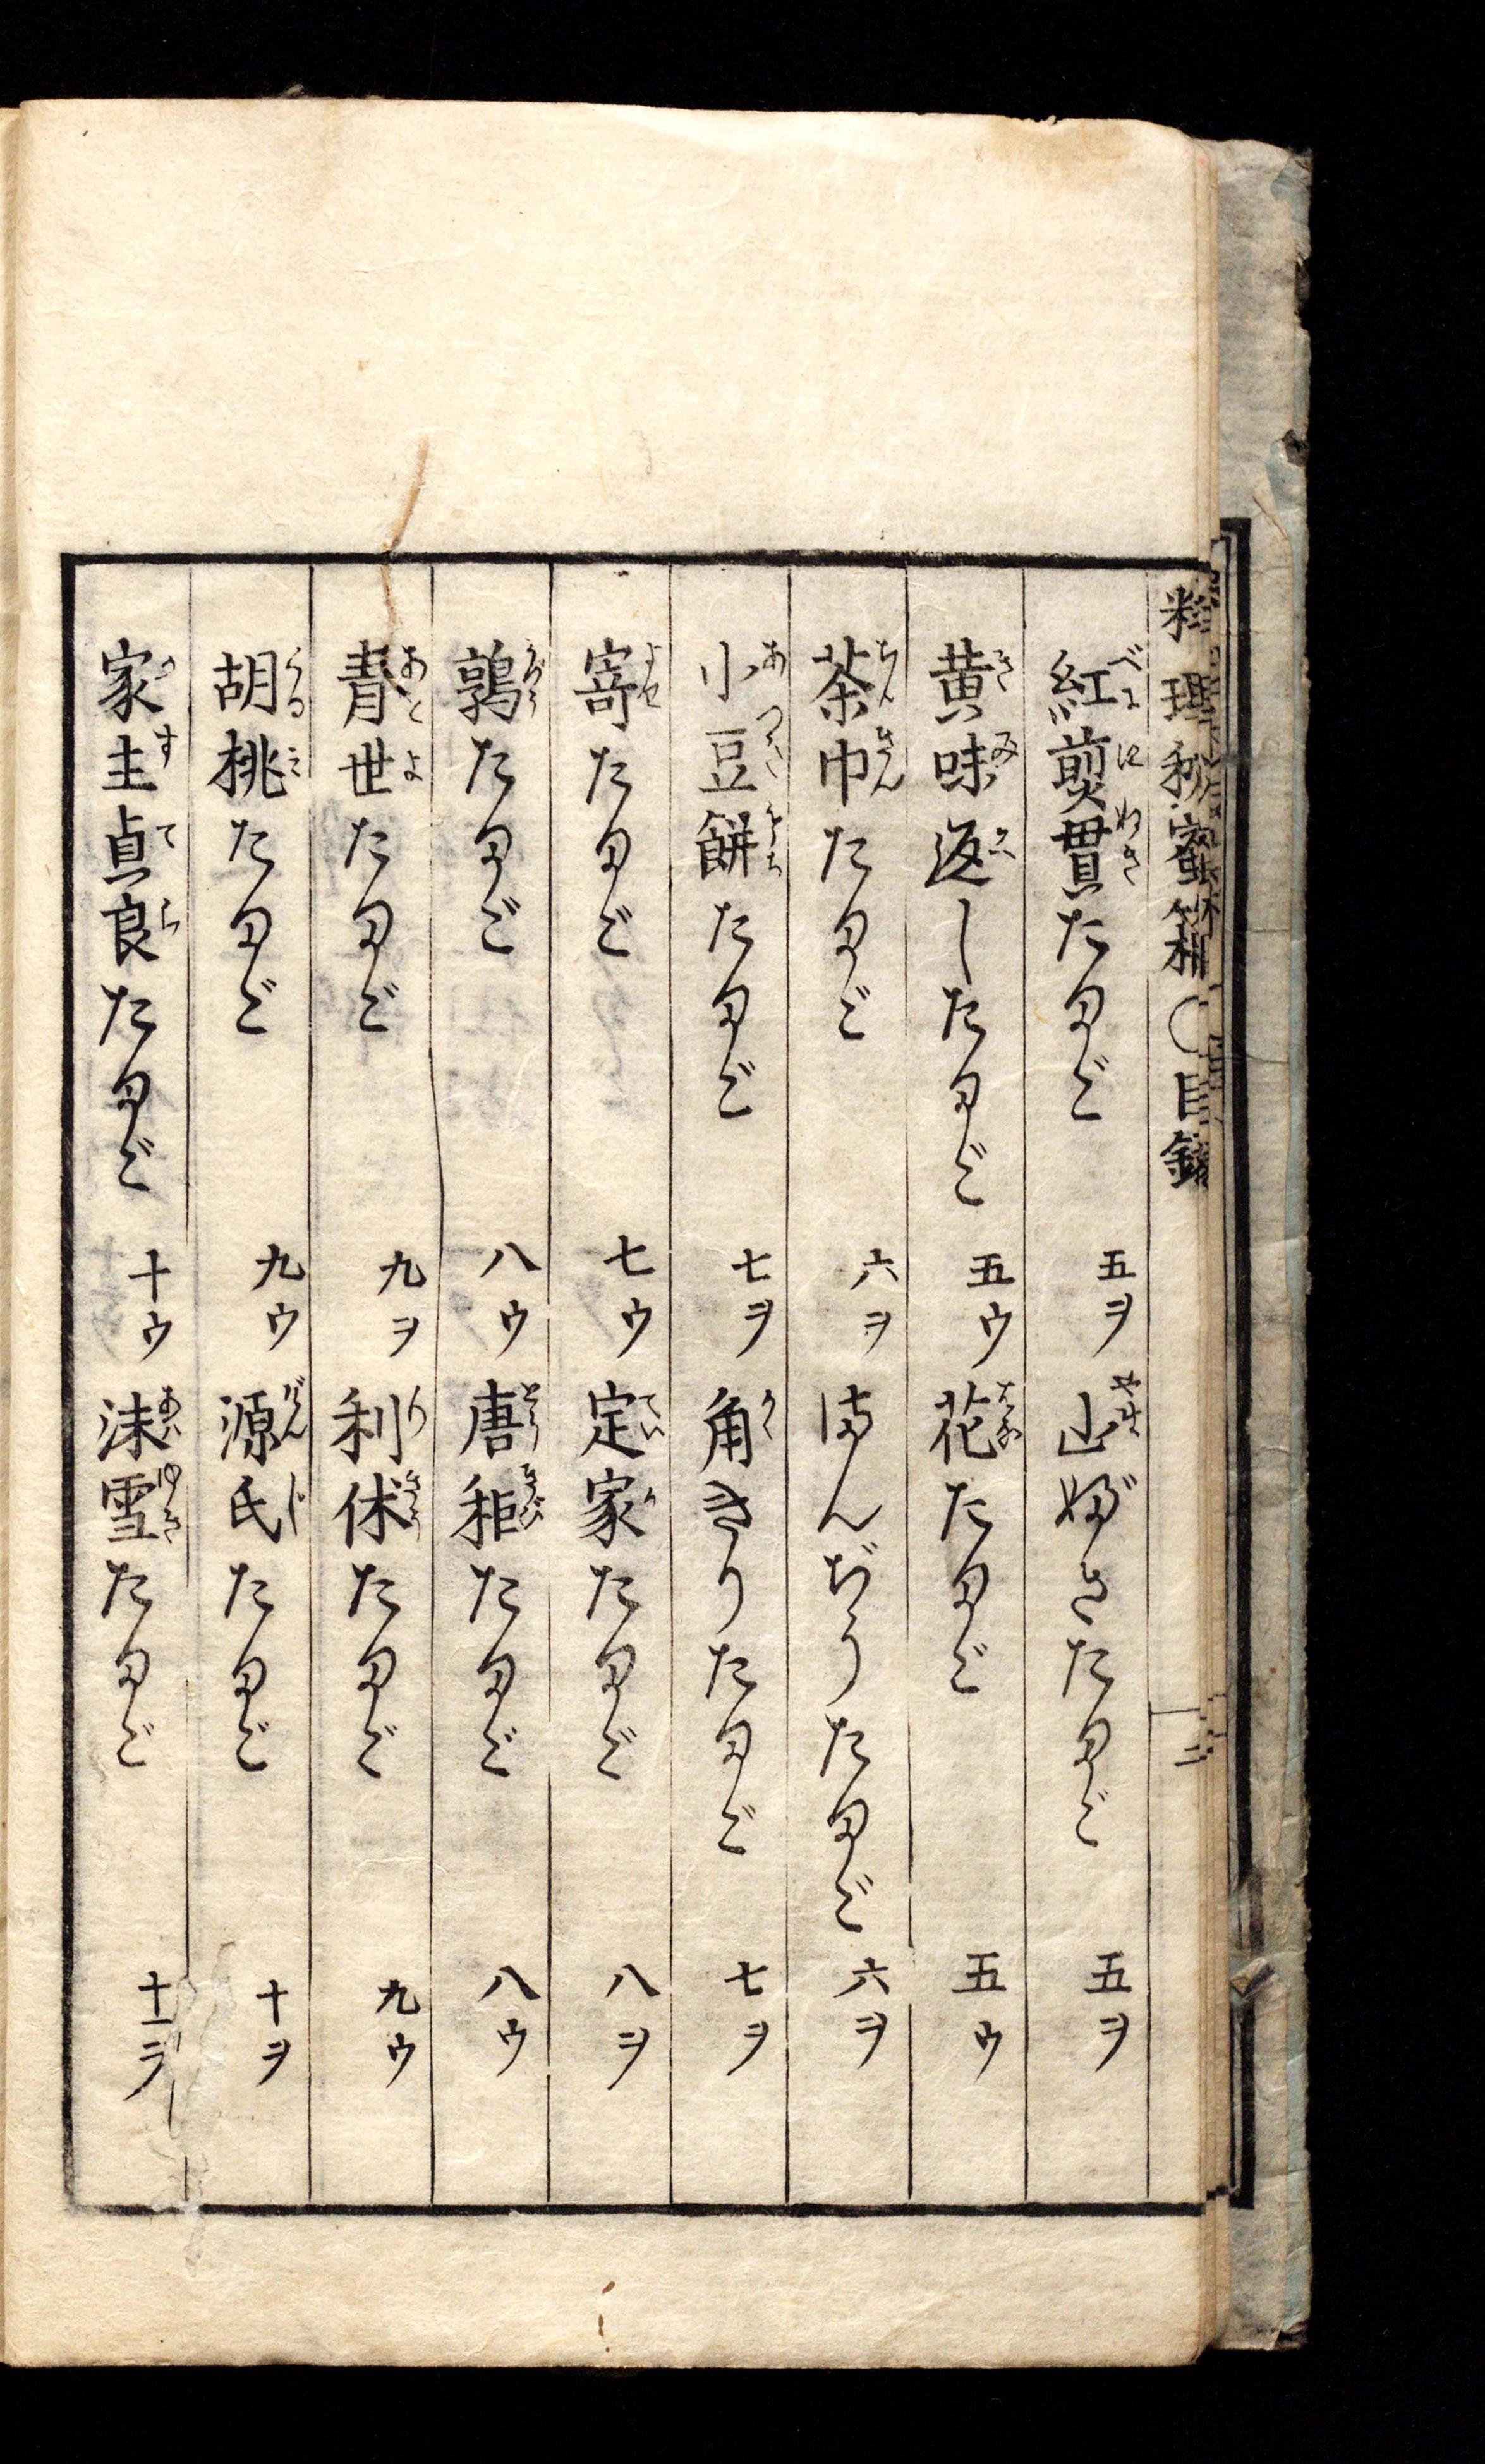 料理秘密箱〇目録
紅煎貫たまご 五ヲ 山ぶきたまご 五ヲ
黄味返したまご 五ウ 花たまご 五ウ
茶巾たまご 六ヲ まんぢうたまご 六ヲ
小豆餅たまご 七ヲ 角きりたまご 七ヲ
寄たまご 七ウ 定家たまご 八ヲ
鶉たまご 八ウ 唐秬たまご 八ウ
青世たまご 九ヲ 利休たまご 九ウ
胡桃たまご 九ウ 源氏たまご 十ヲ
家主貞良たまご 十ウ 沫雪たまご 十一ヲ